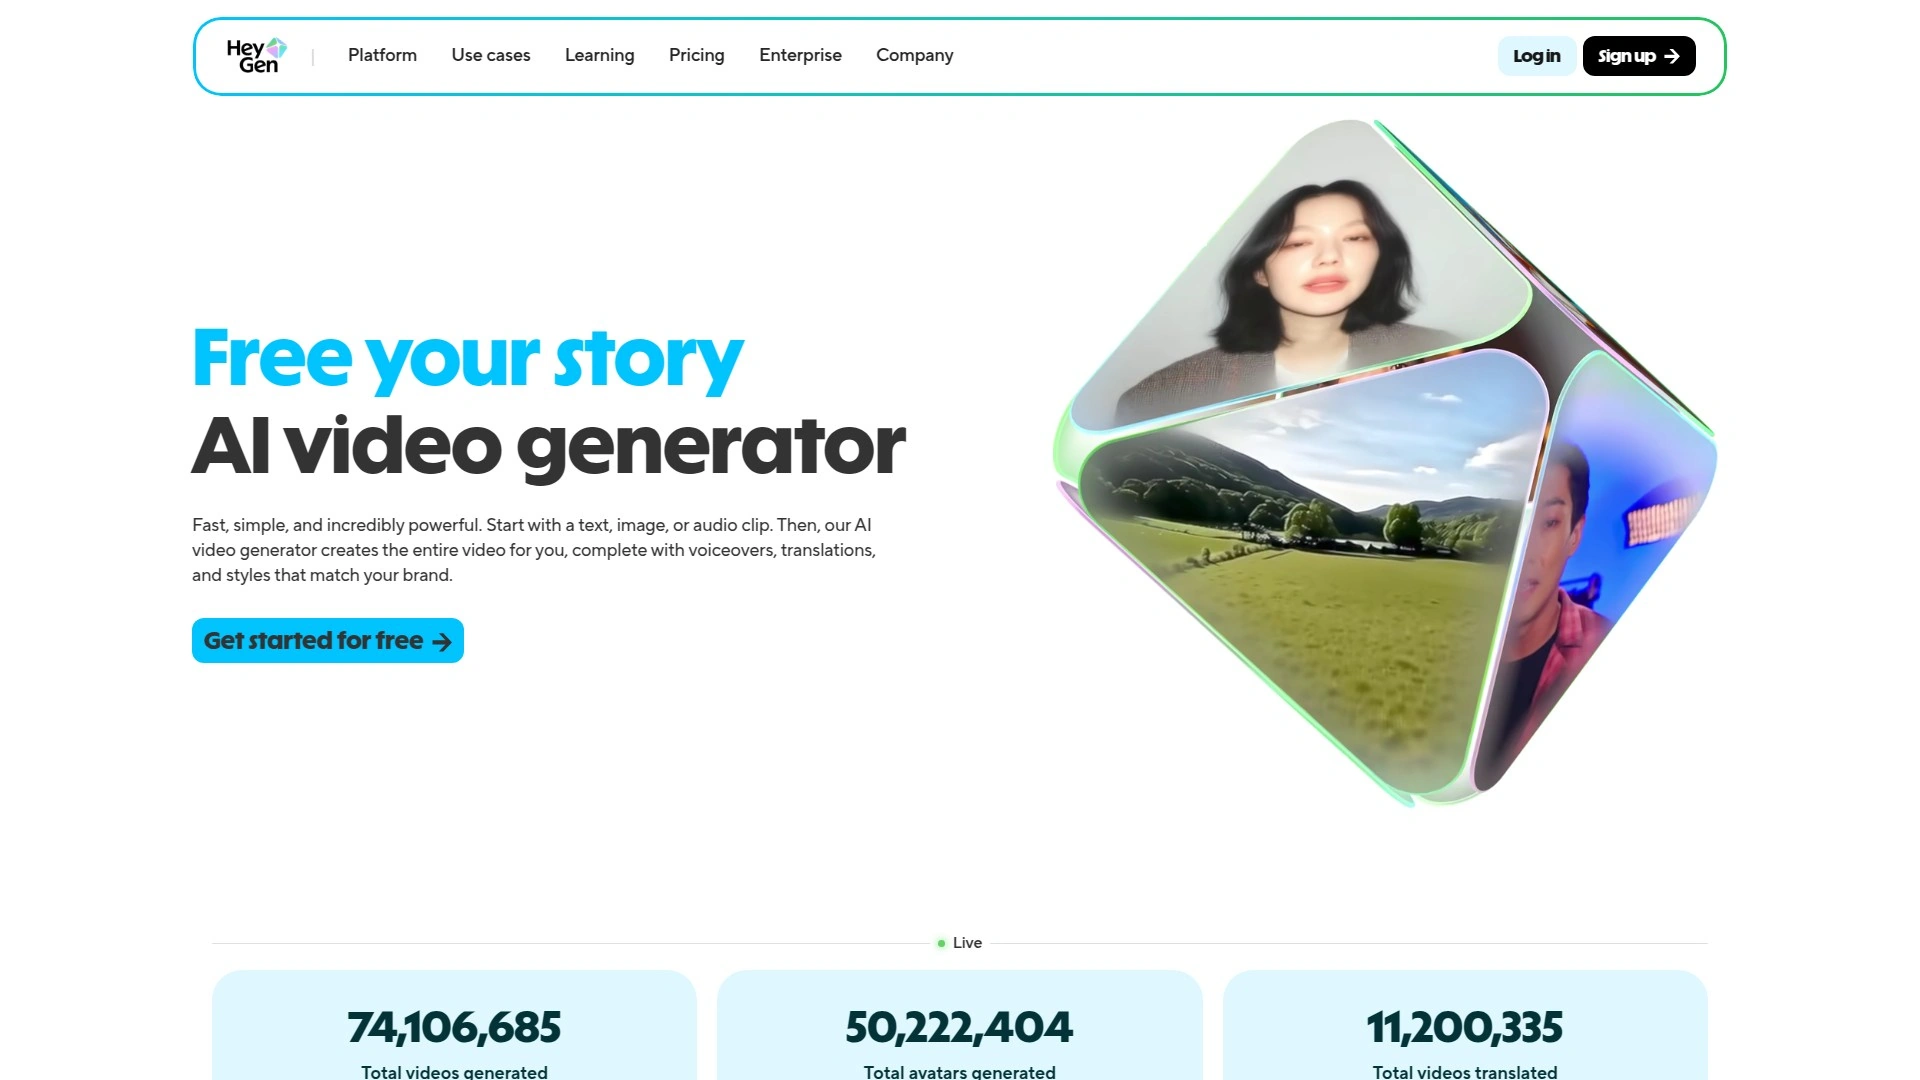 Hey
Gen
Platform
Use cases
Learning
Pricing
Enterprise
Company
Log in
Sign up →
Free your story
AI video generator
Fast, simple, and incredibly powerful. Start with a text, image, or audio clip. Then, our AI
video generator creates the entire video for you, complete with voiceovers, translations,
and styles that match your brand.
Get started for free →
Live
74,106,685
Total videos generated
50,222,404
Total avatars generated
11,200,335
Total videos translated